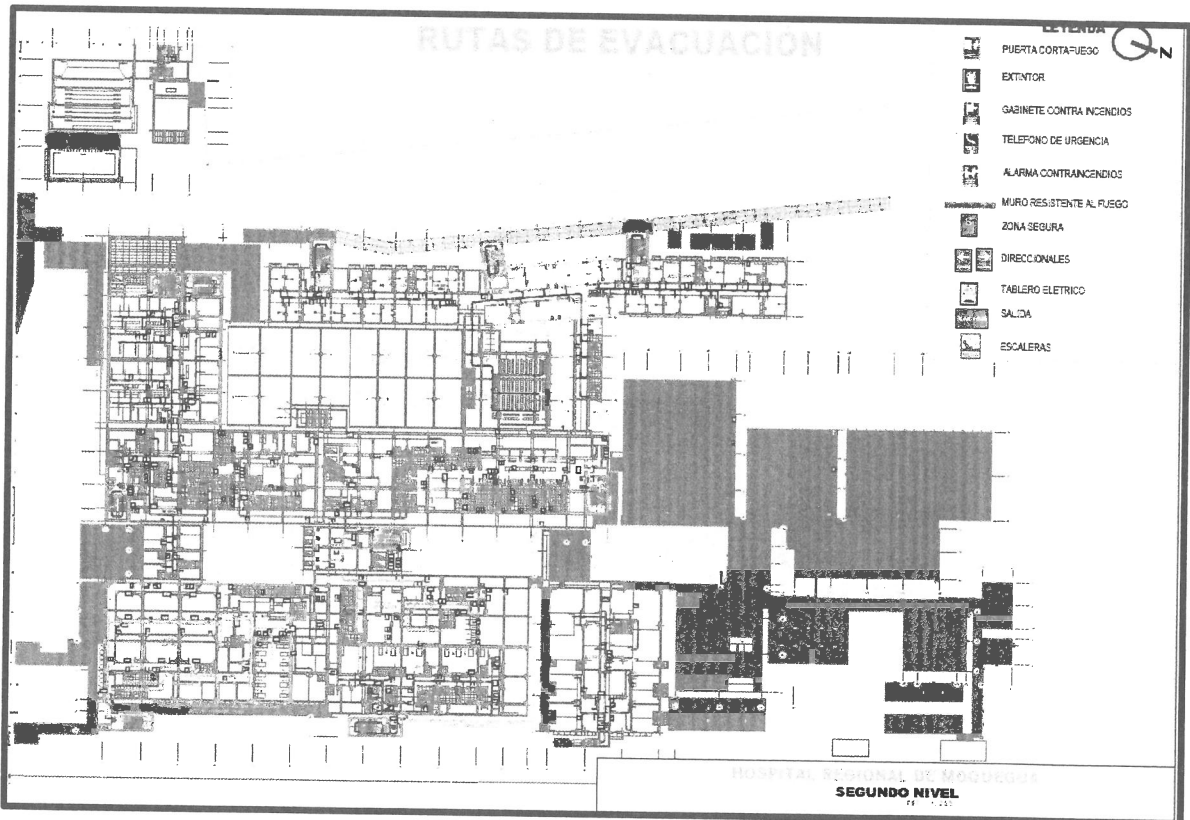 RUTAS DE EVACUACION
LEYENDA
N
PUERTA CORTAFUEGO
EXTINTOR
GABINETE CONTRA INCENDIOS
TELEFONO DE URGENCIA
ALARMA CONTRAINCENDIOS
MURO RESISTENTE AL FUEGO
ZONA SEGURA
DIRECCIONALES
TABLERO ELETRICO
SALIDA
ESCALERAS
HOSPITAL REGIONAL DE MOQUEGUA
SEGUNDO NIVEL